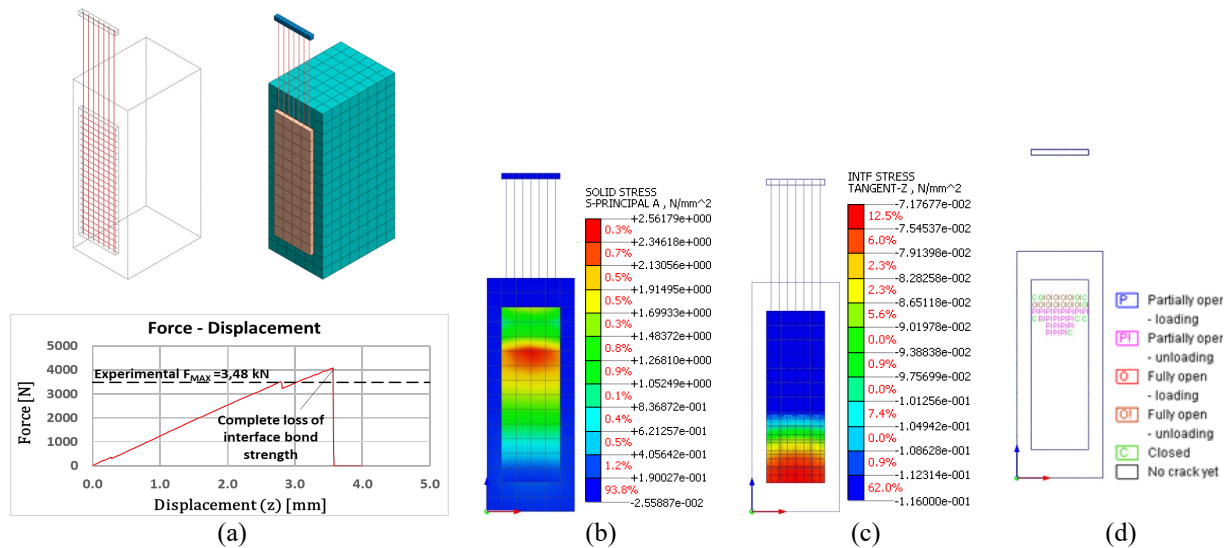 Force - Displacement
5000
4000
3000
2000
1000
0
Force [N]
Experimental FMAX =3,48 kN
Complete loss of
interface bond
strength
0.0 1.0 2.0 3.0 4.0 5.0
Displacement (z) [mm]
(a)
SOLID STRESS
S-PRINCIPAL A , N/mm^2
+2.56179e+000
0.3%
+2.34618e+000
0.7%
+2.13056e+000
0.5%
+1.91495e+000
0.5%
+1.69933e+000
0.3%
+1.48372e+000
0.8%
+1.26810e+000
0.9%
+1.05249e+000
0.1%
+8.36872e-001
0.4%
+6.21257e-001
0.5%
+4.05642e-001
1.2%
+1.90027e-001
93.8%
-2.55887e-002
(b)
INTF STRESS
TANGENT-Z , N/mm^2
-7.17677e-002
12.5%
-7.54537e-002
6.0%
-7.91398e-002
2.3%
-8.28258e-002
2.3%
-8.65118e-002
5.6%
-9.01978e-002
0.0%
-9.38838e-002
0.9%
-9.75699e-002
0.0%
-1.01256e-001
7.4%
-1.04942e-001
0.0%
-1.08628e-001
0.9%
-1.12314e-001
62.0%
-1.16000e-001
(c)
P Partially open
- loading
P! Partially open
- unloading
O Fully open
- loading
O! Fully open
- unloading
C Closed
No crack yet
(d)